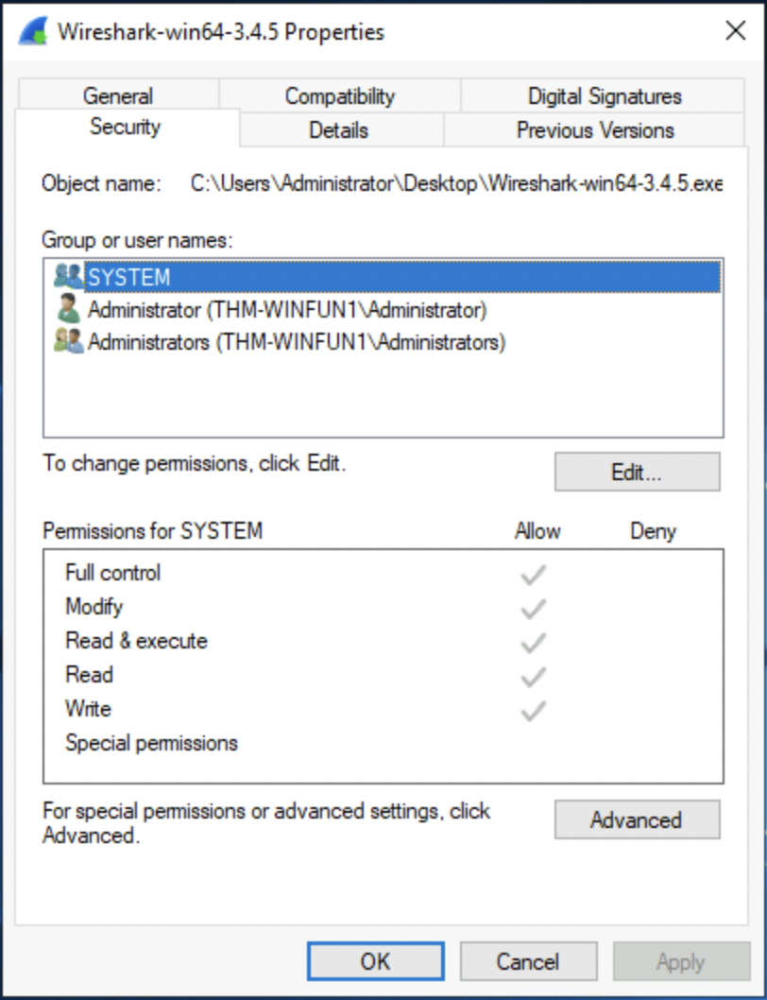 Wireshark-win64-3.4.5 Properties
General Compatibility Digital Signatures
Security Details Previous Versions
Object name: C:\Users\Administrator\Desktop\Wireshark-win64-3.4.5.exe
Group or user names:
SYSTEM
Administrator (THM-WINFUN1\Administrator)
Administrators (THM-WINFUN1\Administrators)
To change permissions, click Edit.
Edit...
Permissions for SYSTEM Allow Deny
Full control
Modify
Read & execute
Read
Write
Special permissions
For special permissions or advanced settings, click
Advanced.
Advanced
OK Cancel Apply